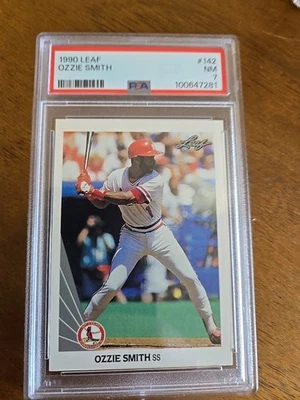 1990 LEAF #142
OZZIE SMITH NM
PSA 7
100647281
Leaf
OZZIE SMITH SS